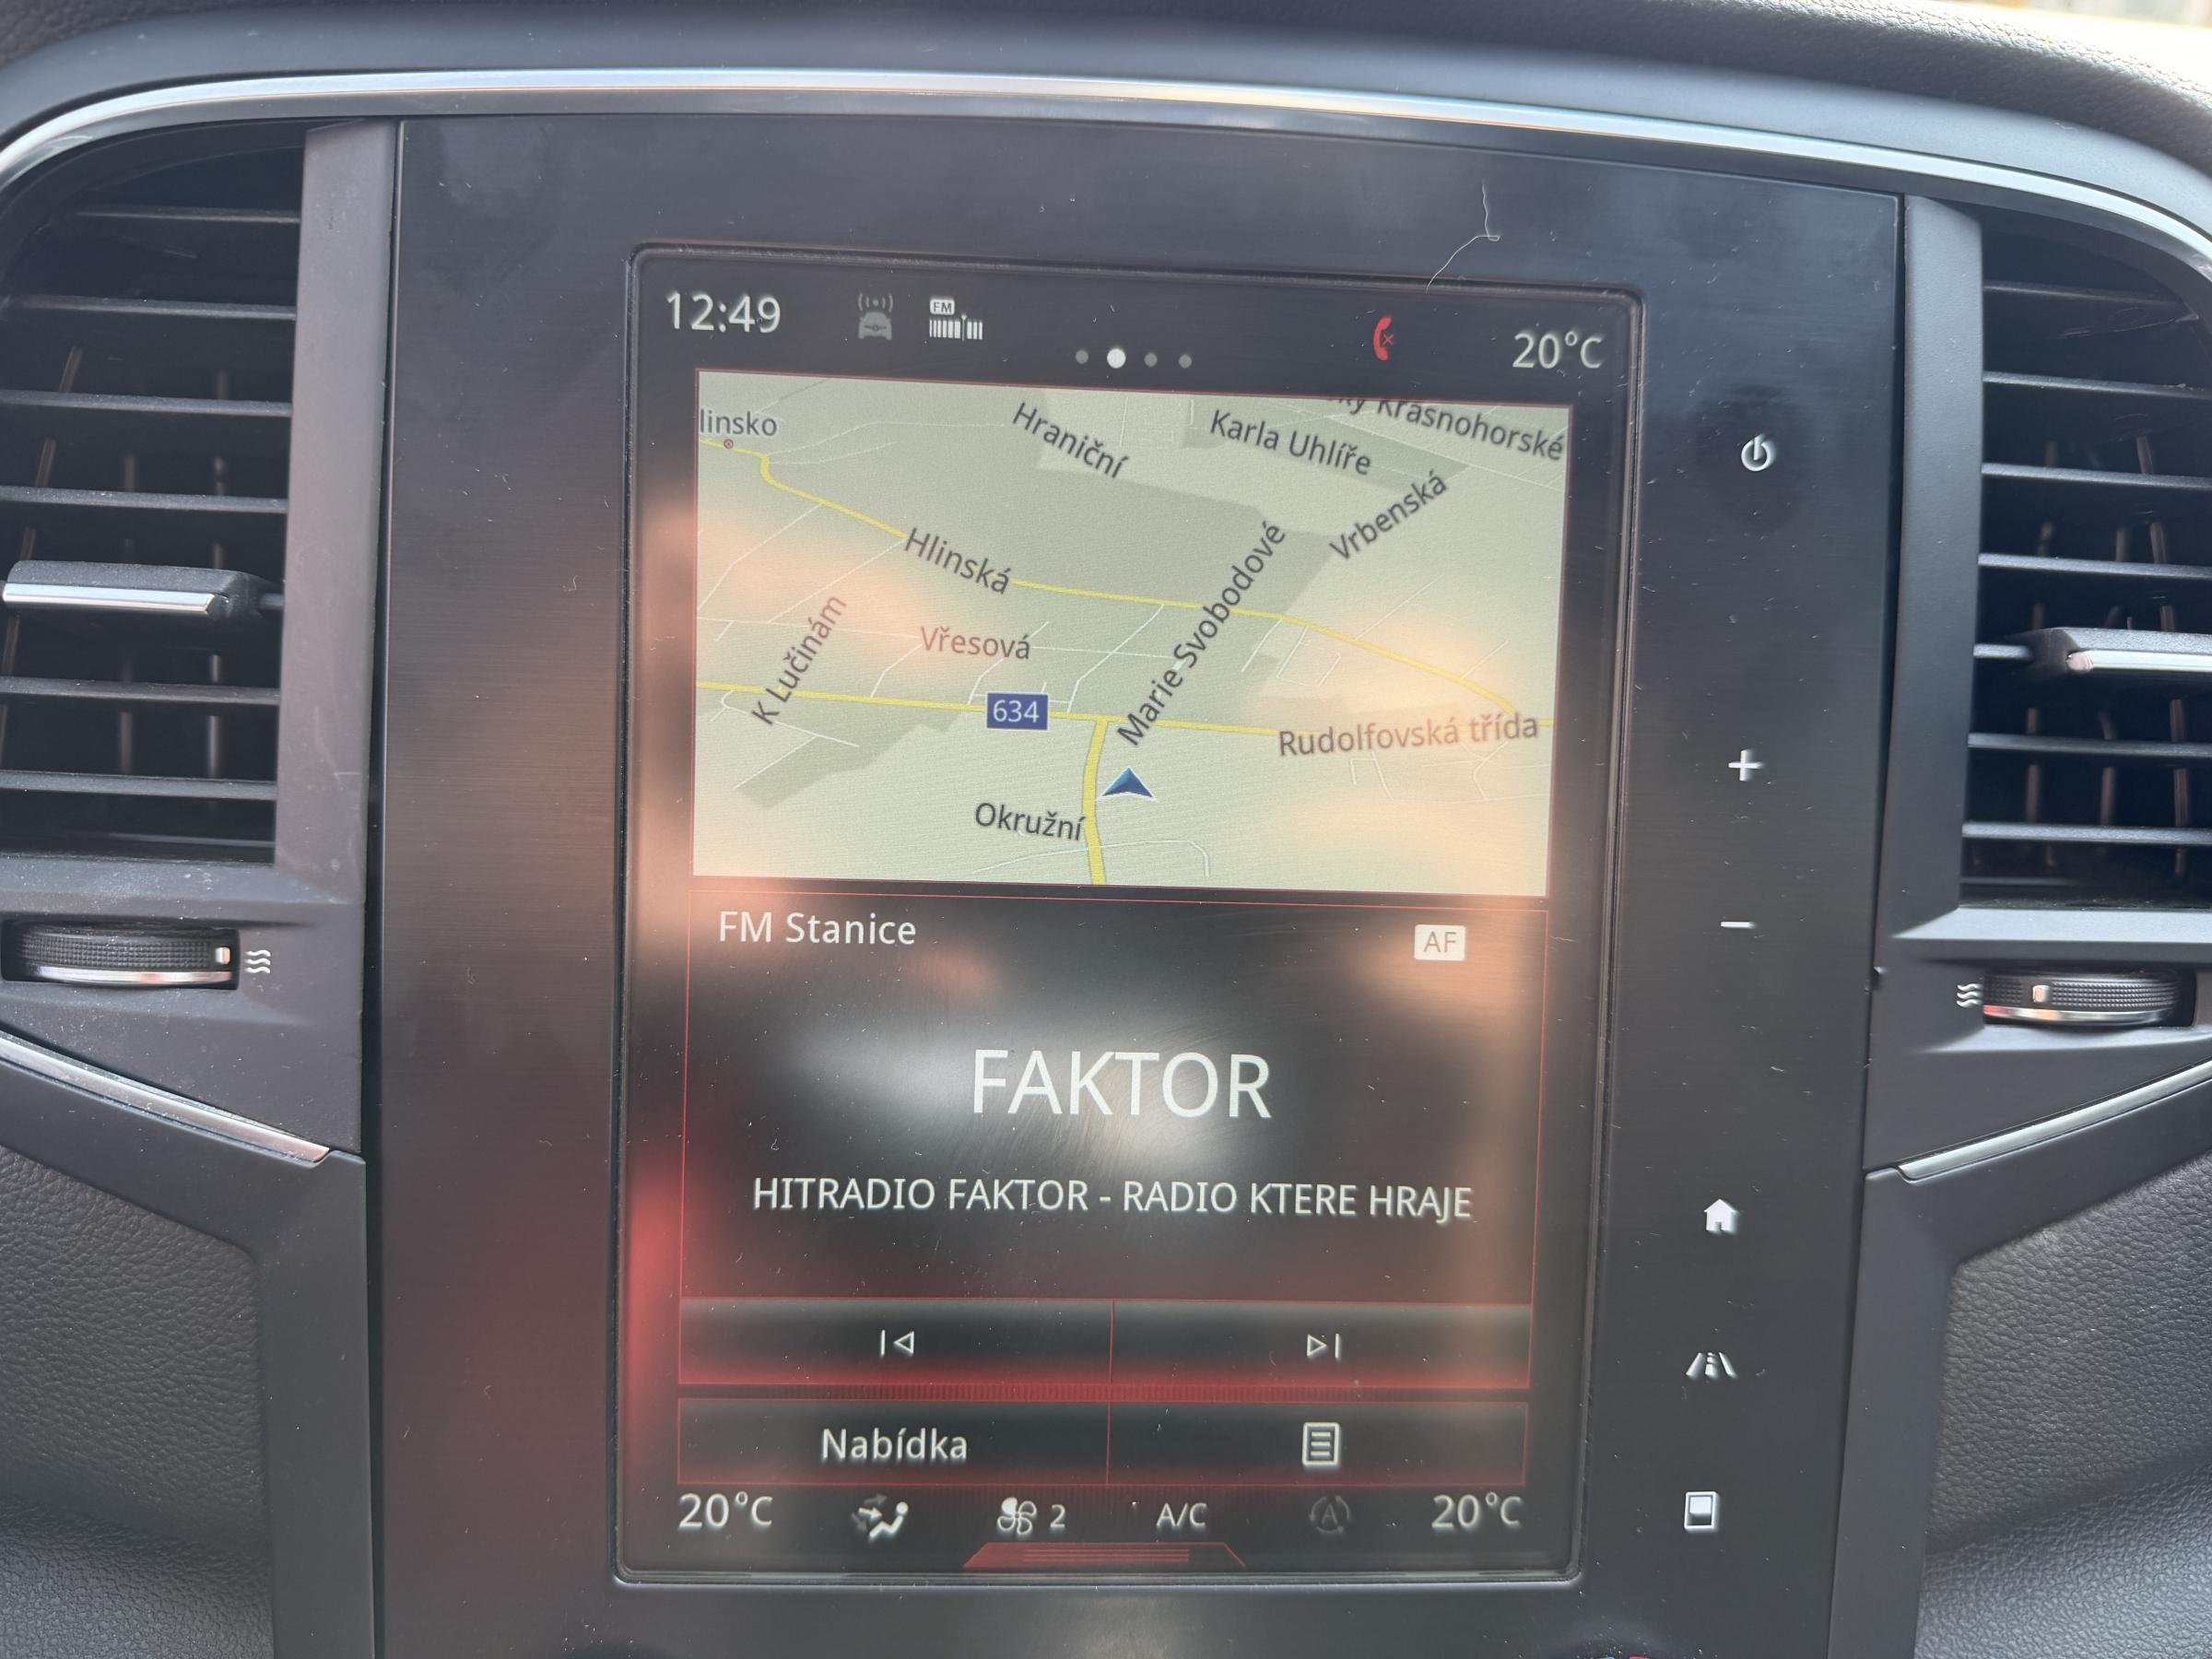 12:49
FM
20°C
linsko
Hraniční
Karla Uhlíře
Krásnohorské
Vrbenská
Hlinská
Marie Svobodové
K Lučinám
Vřesová
634
Rudolfovská třída
Okružní
FM Stanice
AF
FAKTOR
HITRADIO FAKTOR - RADIO KTERE HRAJE
Nabídka
20°C
2
A/C
A
20°C